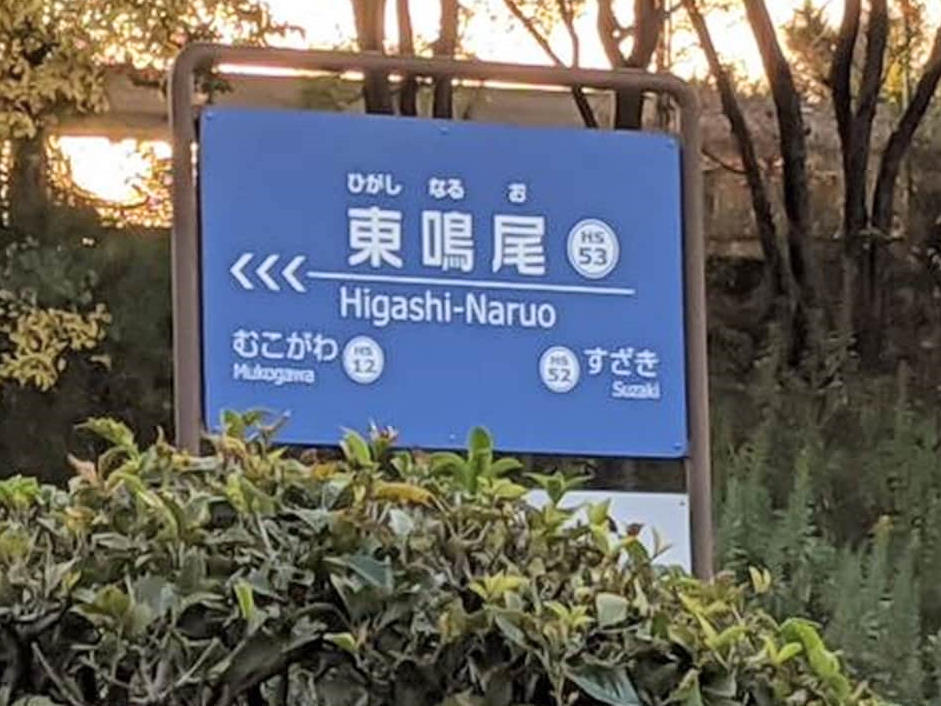 ひがし なる お
東鳴尾 HS 53
<<<
Higashi-Naruo
むこがわ HS 12 HS 52 すざき
Mukogawa Suzaki